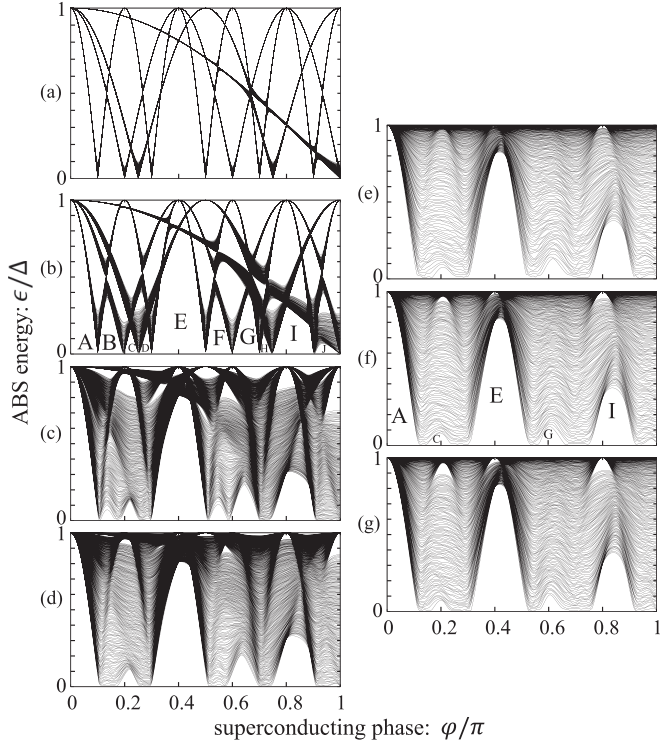 1
(a)
0
1
(b)
A B C D E F G H I J
0
1
(c)
0
1
(d)
0
0 0.2 0.4 0.6 0.8 1
ABS energy: ϵ/Δ
1
(e)
0
1
(f)
A C E G I
0
1
(g)
0
0 0.2 0.4 0.6 0.8 1
superconducting phase: φ/π